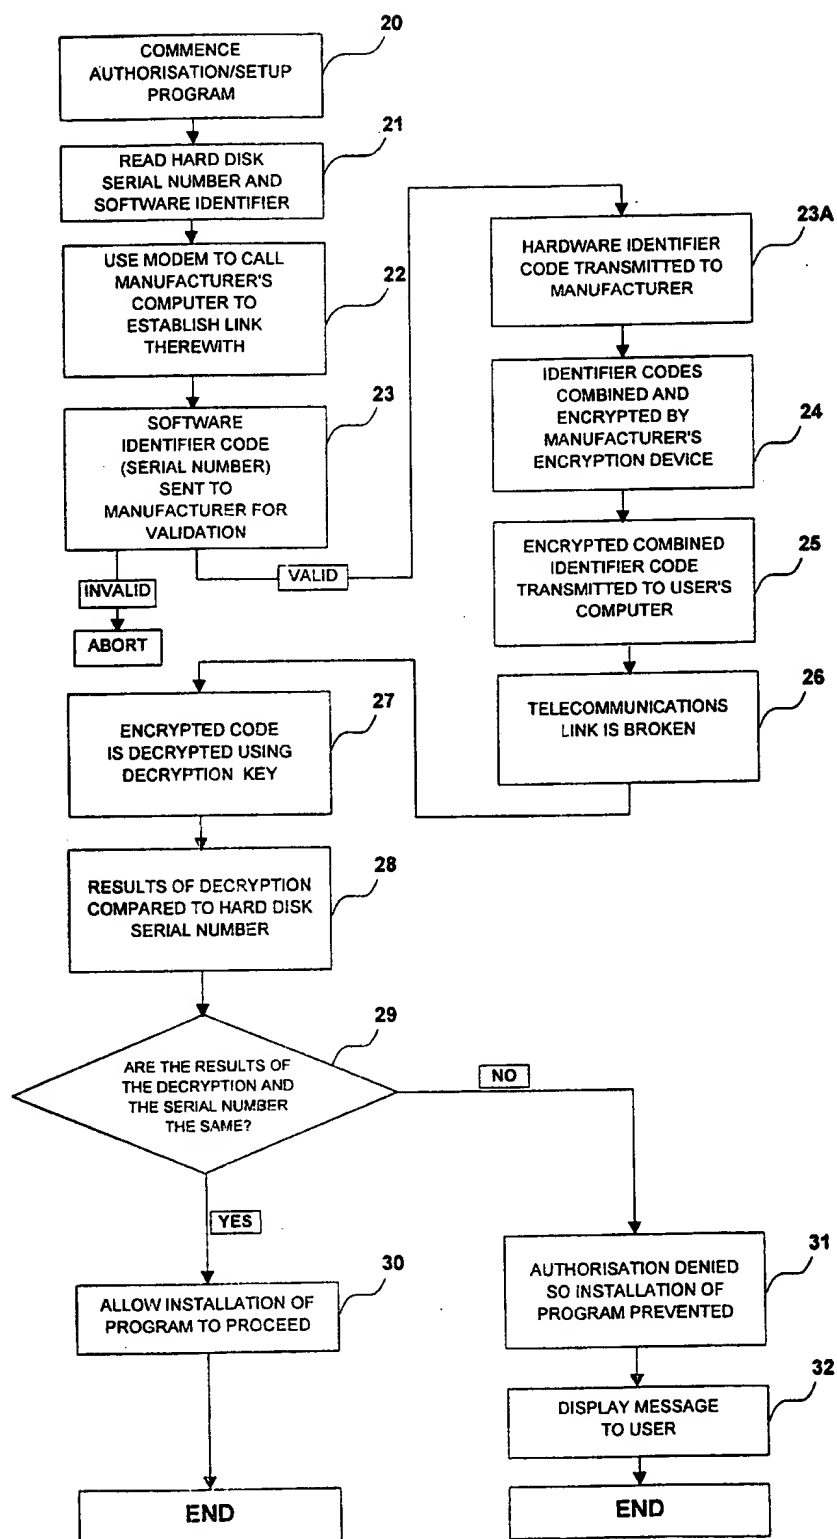 20
COMMENCE
AUTHORISATION/SETUP
PROGRAM
21
READ HARD DISK
SERIAL NUMBER AND
SOFTWARE IDENTIFIER
22
USE MODEM TO CALL
MANUFACTURER'S
COMPUTER TO
ESTABLISH LINK
THEREWITH
23
SOFTWARE
IDENTIFIER CODE
(SERIAL NUMBER)
SENT TO
MANUFACTURER FOR
VALIDATION
INVALID
ABORT
VALID
23A
HARDWARE IDENTIFIER
CODE TRANSMITTED TO
MANUFACTURER
24
IDENTIFIER CODES
COMBINED AND
ENCRYPTED BY
MANUFACTURER'S
ENCRYPTION DEVICE
25
ENCRYPTED COMBINED
IDENTIFIER CODE
TRANSMITTED TO USER'S
COMPUTER
26
TELECOMMUNICATIONS
LINK IS BROKEN
27
ENCRYPTED CODE
IS DECRYPTED USING
DECRYPTION KEY
28
RESULTS OF DECRYPTION
COMPARED TO HARD DISK
SERIAL NUMBER
29
ARE THE RESULTS OF
THE DECRYPTION AND
THE SERIAL NUMBER
THE SAME?
NO
YES
30
ALLOW INSTALLATION OF
PROGRAM TO PROCEED
END
31
AUTHORISATION DENIED
SO INSTALLATION OF
PROGRAM PREVENTED
32
DISPLAY MESSAGE
TO USER
END